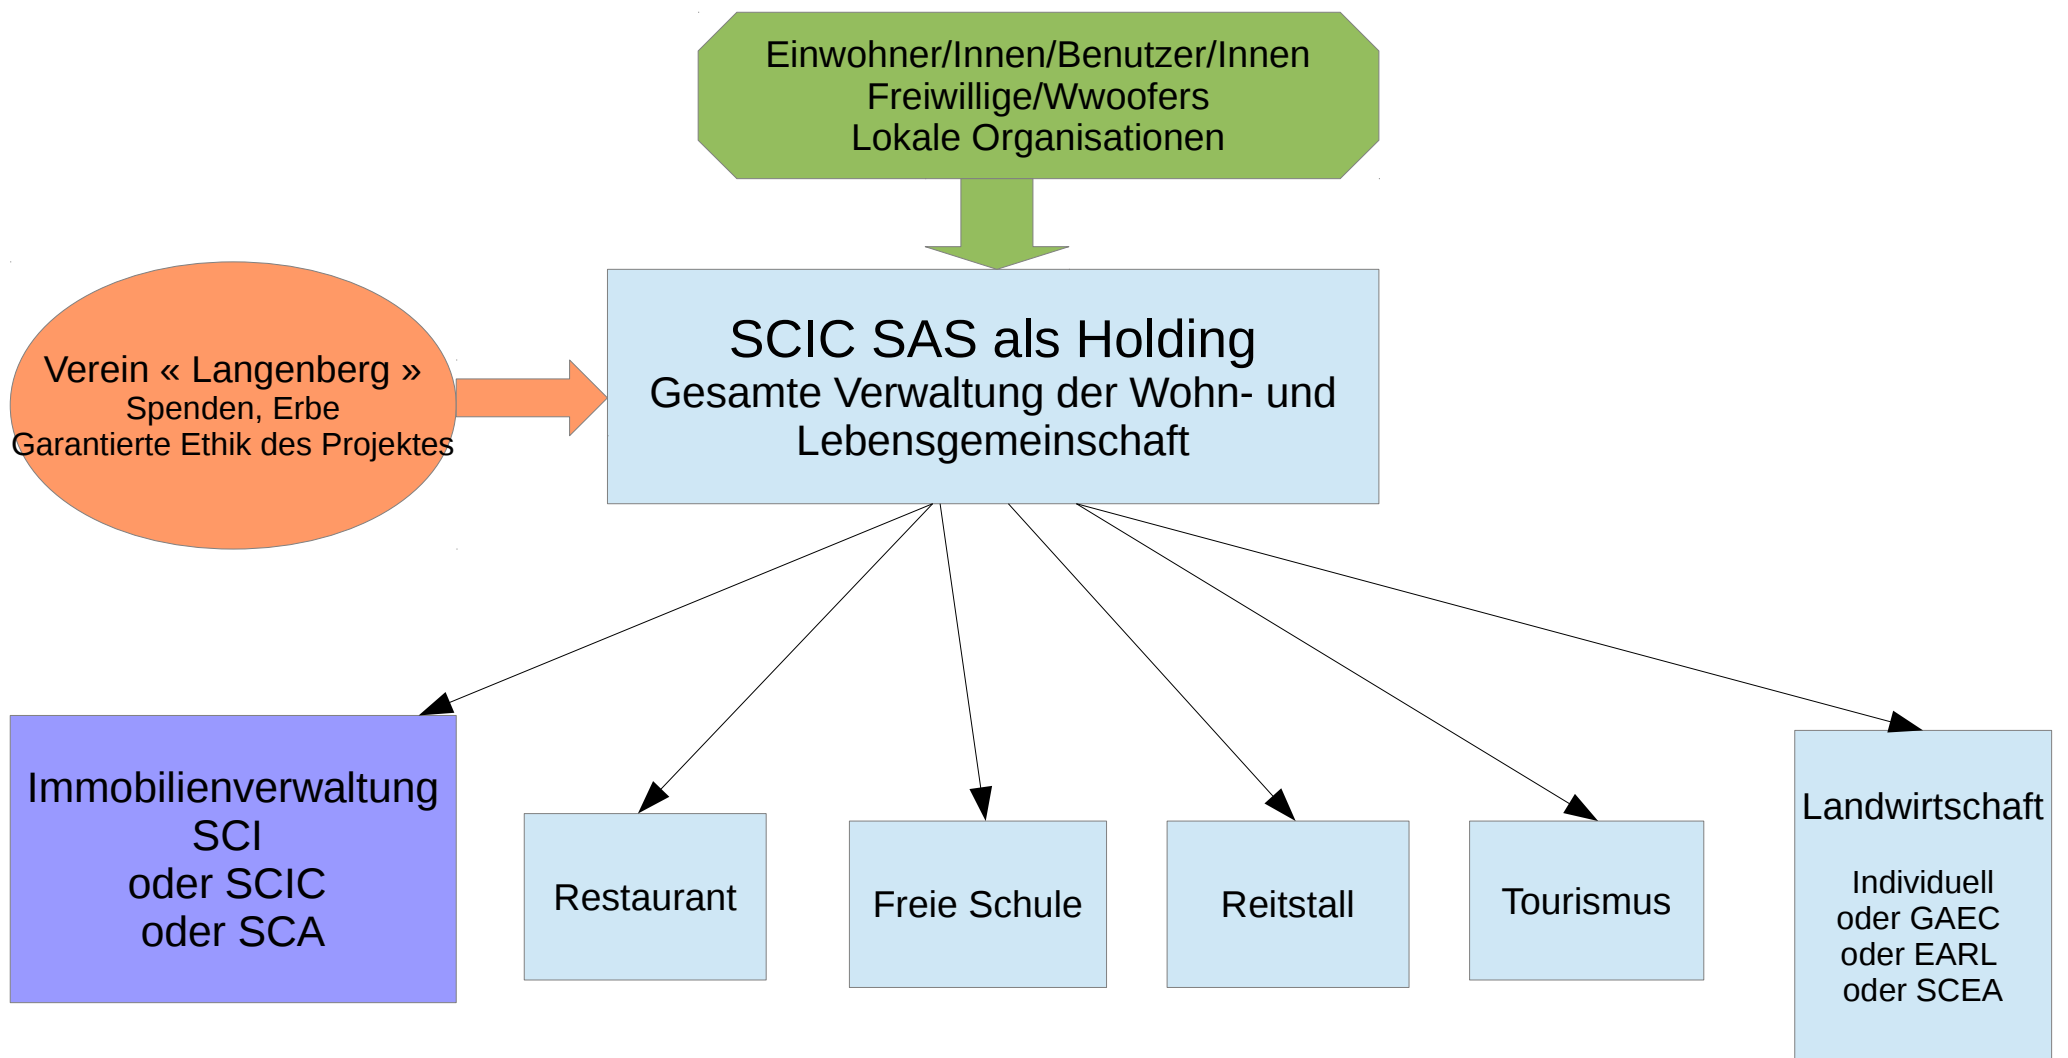 Einwohner/Innen/Benutzer/Innen
Freiwillige/Wwoofers
Lokale Organisationen
Verein « Langenberg »
Spenden, Erbe
Garantierte Ethik des Projektes
SCIC SAS als Holding
Gesamte Verwaltung der Wohn- und
Lebensgemeinschaft
Immobilienverwaltung
SCI
oder SCIC
oder SCA
Restaurant
Freie Schule
Reitstall
Tourismus
Landwirtschaft
Individuell
oder GAEC
oder EARL
oder SCEA